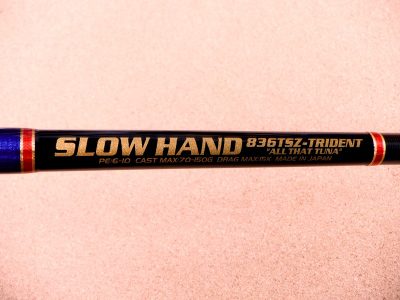 SLOW HAND 836TSZ-TRIDENT
"ALL THAT TUNA"
PE:6-10 CAST MAX:70-150G DRAG MAX:15K MADE IN JAPAN